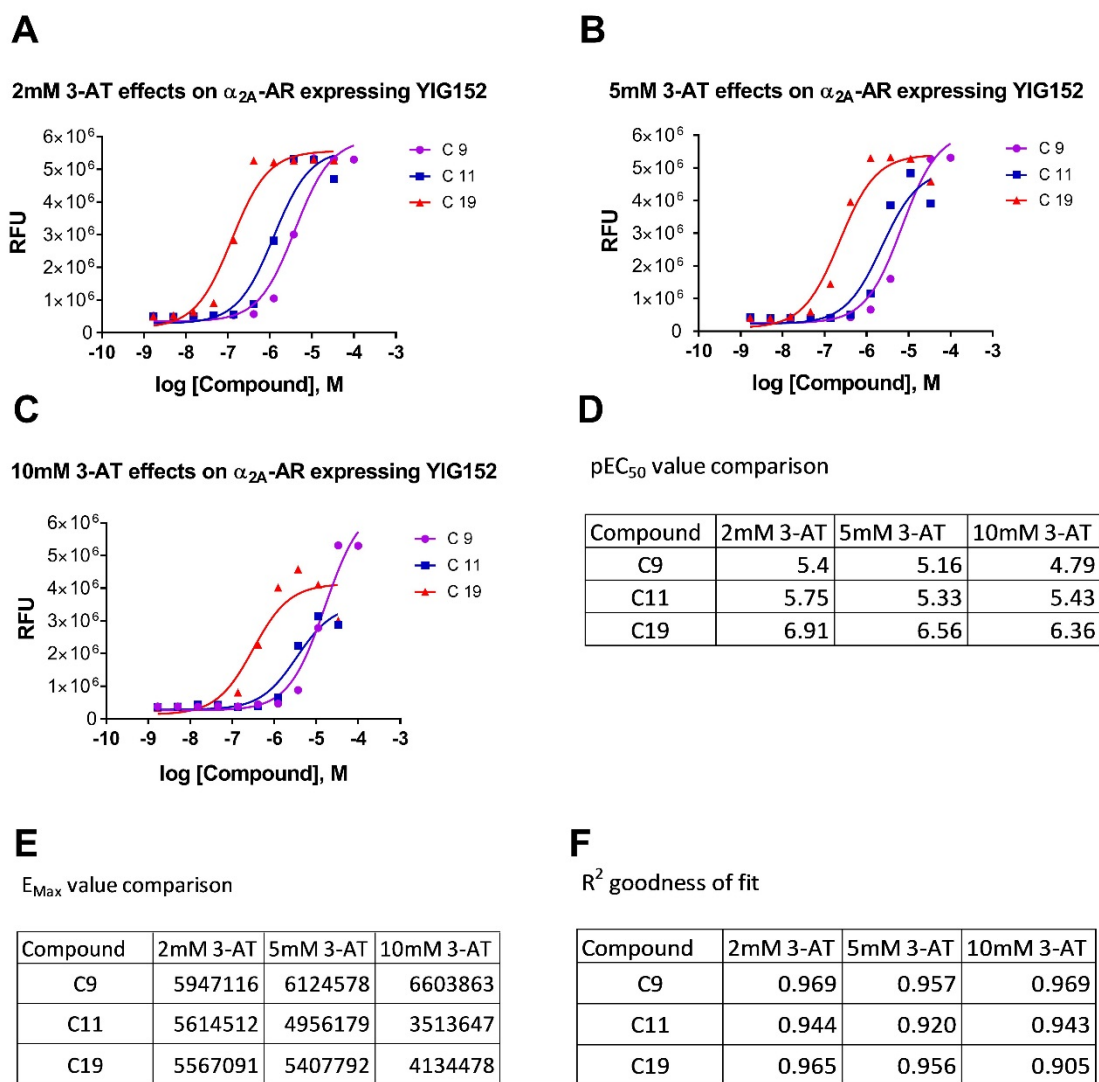 A
2mM 3-AT effects on α2A-AR expressing YIG152
6×10⁶
5×10⁶
4×10⁶
3×10⁶
2×10⁶
1×10⁶
0
RFU
-10 -9 -8 -7 -6 -5 -4 -3
log [Compound], M
C 9
C 11
C 19
B
5mM 3-AT effects on α2A-AR expressing YIG152
6×10⁶
5×10⁶
4×10⁶
3×10⁶
2×10⁶
1×10⁶
0
RFU
-10 -9 -8 -7 -6 -5 -4 -3
log [Compound], M
C 9
C 11
C 19
C
10mM 3-AT effects on α2A-AR expressing YIG152
6×10⁶
5×10⁶
4×10⁶
3×10⁶
2×10⁶
1×10⁶
0
RFU
-10 -9 -8 -7 -6 -5 -4 -3
log [Compound], M
C 9
C 11
C 19
D
pEC50 value comparison
Compound 2mM 3-AT 5mM 3-AT 10mM 3-AT
C9 5.4 5.16 4.79
C11 5.75 5.33 5.43
C19 6.91 6.56 6.36
E
EMax value comparison
Compound 2mM 3-AT 5mM 3-AT 10mM 3-AT
C9 5947116 6124578 6603863
C11 5614512 4956179 3513647
C19 5567091 5407792 4134478
F
R² goodness of fit
Compound 2mM 3-AT 5mM 3-AT 10mM 3-AT
C9 0.969 0.957 0.969
C11 0.944 0.920 0.943
C19 0.965 0.956 0.905